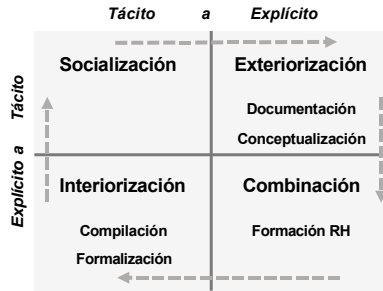 Tácito a Explícito
Explícito a Tácito
Socialización Exteriorización
Documentación
Conceptualización
Interiorización Combinación
Compilación Formación RH
Formalización